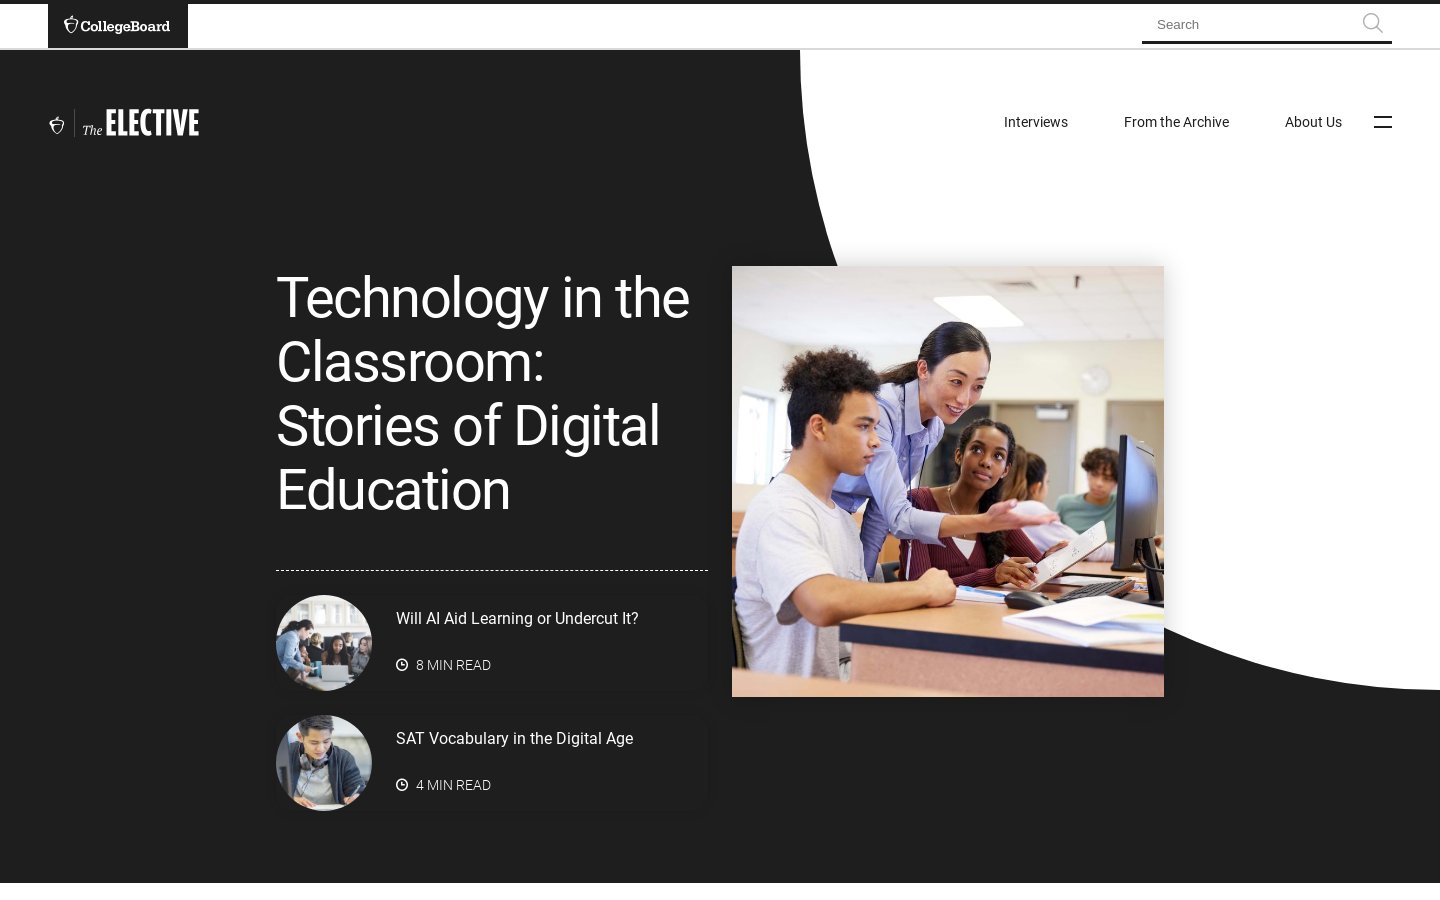 CollegeBoard
Search
The ELECTIVE
Interviews
From the Archive
About Us
Technology in the
Classroom:
Stories of Digital
Education
Will AI Aid Learning or Undercut It?
8 MIN READ
SAT Vocabulary in the Digital Age
4 MIN READ